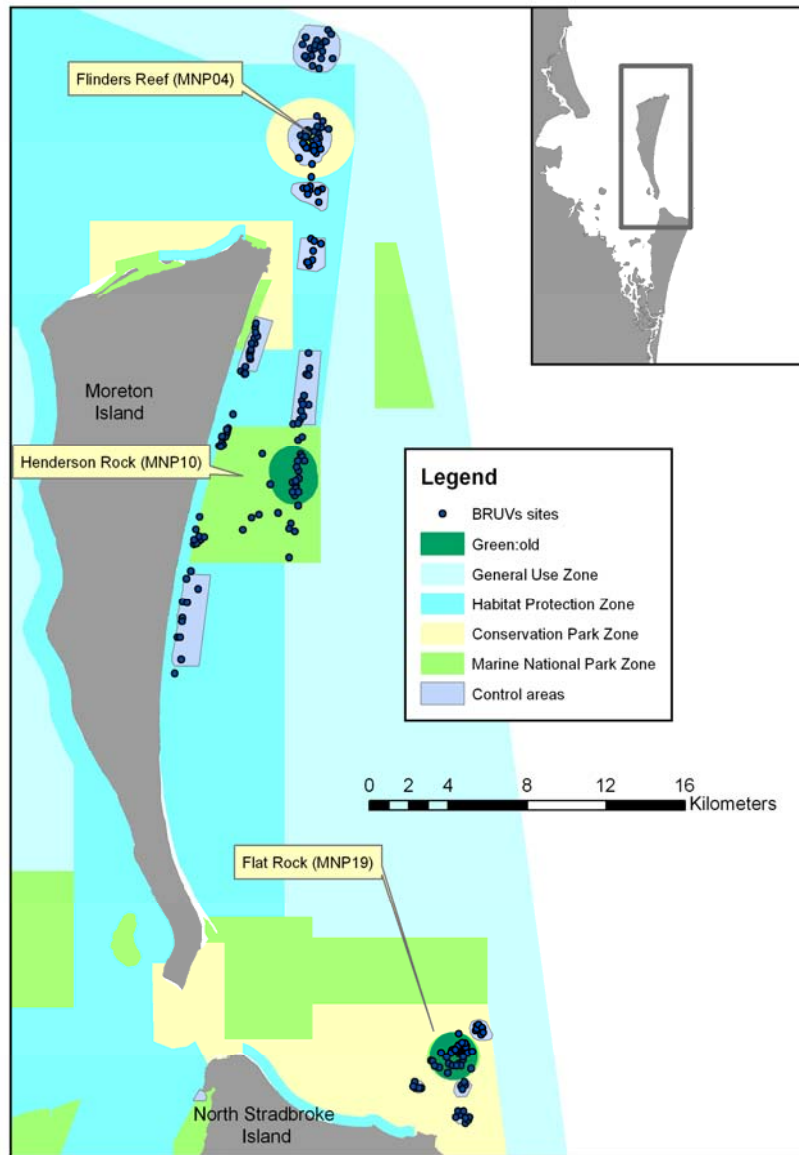 Flinders Reef (MNP04)
Moreton
Island
Henderson Rock (MNP10)
Legend
BRUVs sites
Green:old
General Use Zone
Habitat Protection Zone
Conservation Park Zone
Marine National Park Zone
Control areas
0 2 4 8 12 16
Kilometers
Flat Rock (MNP19)
North Stradbroke
Island